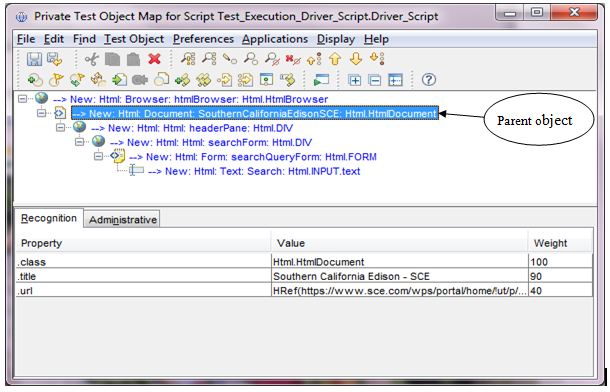 Private Test Object Map for Script Test_Execution_Driver_Script.Driver_Script
File Edit Find Test Object Preferences Applications Display Help
--> New: Html: Browser: htmlBrowser: Html.HtmlBrowser
--> New: Html: Document: SouthernCaliforniaEdisonSCE: Html.HtmlDocument
Parent object
--> New: Html: Html: headerPane: Html.DIV
--> New: Html: Html: searchForm: Html.DIV
--> New: Html: Form: searchQueryForm: Html.FORM
--> New: Html: Text: Search: Html.INPUT.text
Recognition Administrative
Property Value Weight
.class Html.HtmlDocument 100
.title Southern California Edison - SCE 90
.url HRef(https://www.sce.com/wps/portal/home/!ut/p/... 40